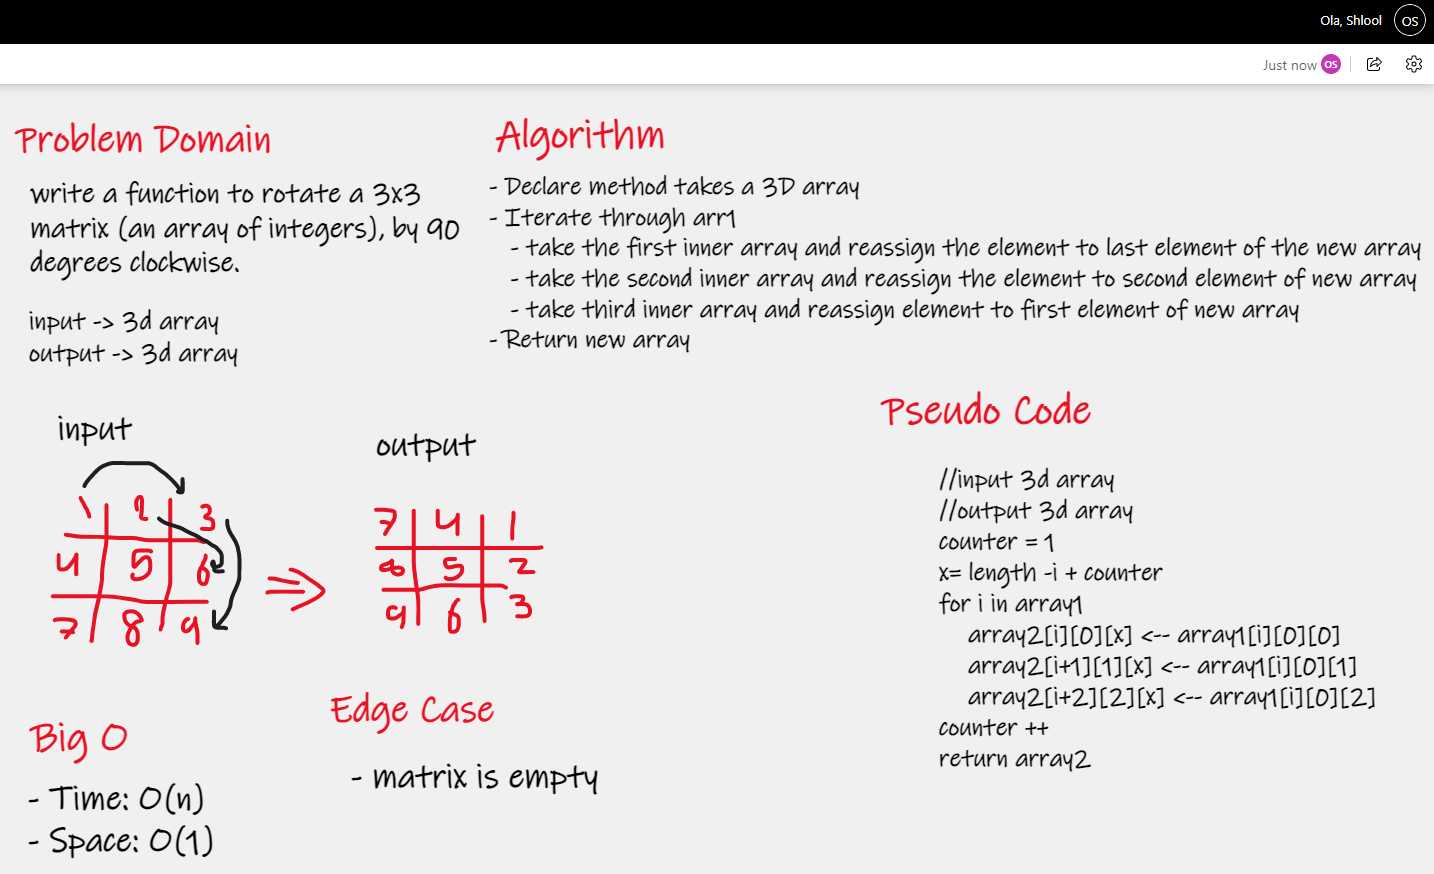 Ola, Shlool OS
Just now OS
Problem Domain
write a function to rotate a 3x3
matrix (an array of integers), by 90
degrees clockwise.
input -> 3d array
output -> 3d array
Algorithm
- Declare method takes a 3D array
- Iterate through arr1
- take the first inner array and reassign the element to last element of the new array
- take the second inner array and reassign the element to second element of new array
- take third inner array and reassign element to first element of new array
- Return new array
input
1 2 3
4 5 6
7 8 9
output
7 4 1
8 5 2
9 6 3
Pseudo Code
//input 3d array
//output 3d array
counter = 1
x= length -i + counter
for i in array1
array2[i][0][x] <-- array1[i][0][0]
array2[i+1][1][x] <-- array1[i][0][1]
array2[i+2][2][x] <-- array1[i][0][2]
counter ++
return array2
Big O
- Time: O(n)
- Space: O(1)
Edge Case
- matrix is empty